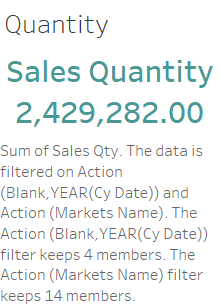 Quantity
Sales Quantity
2,429,282.00
Sum of Sales Qty. The data is
filtered on Action
(Blank,YEAR(Cy Date)) and
Action (Markets Name). The
Action (Blank,YEAR(Cy Date))
filter keeps 4 members. The
Action (Markets Name) filter
keeps 14 members.